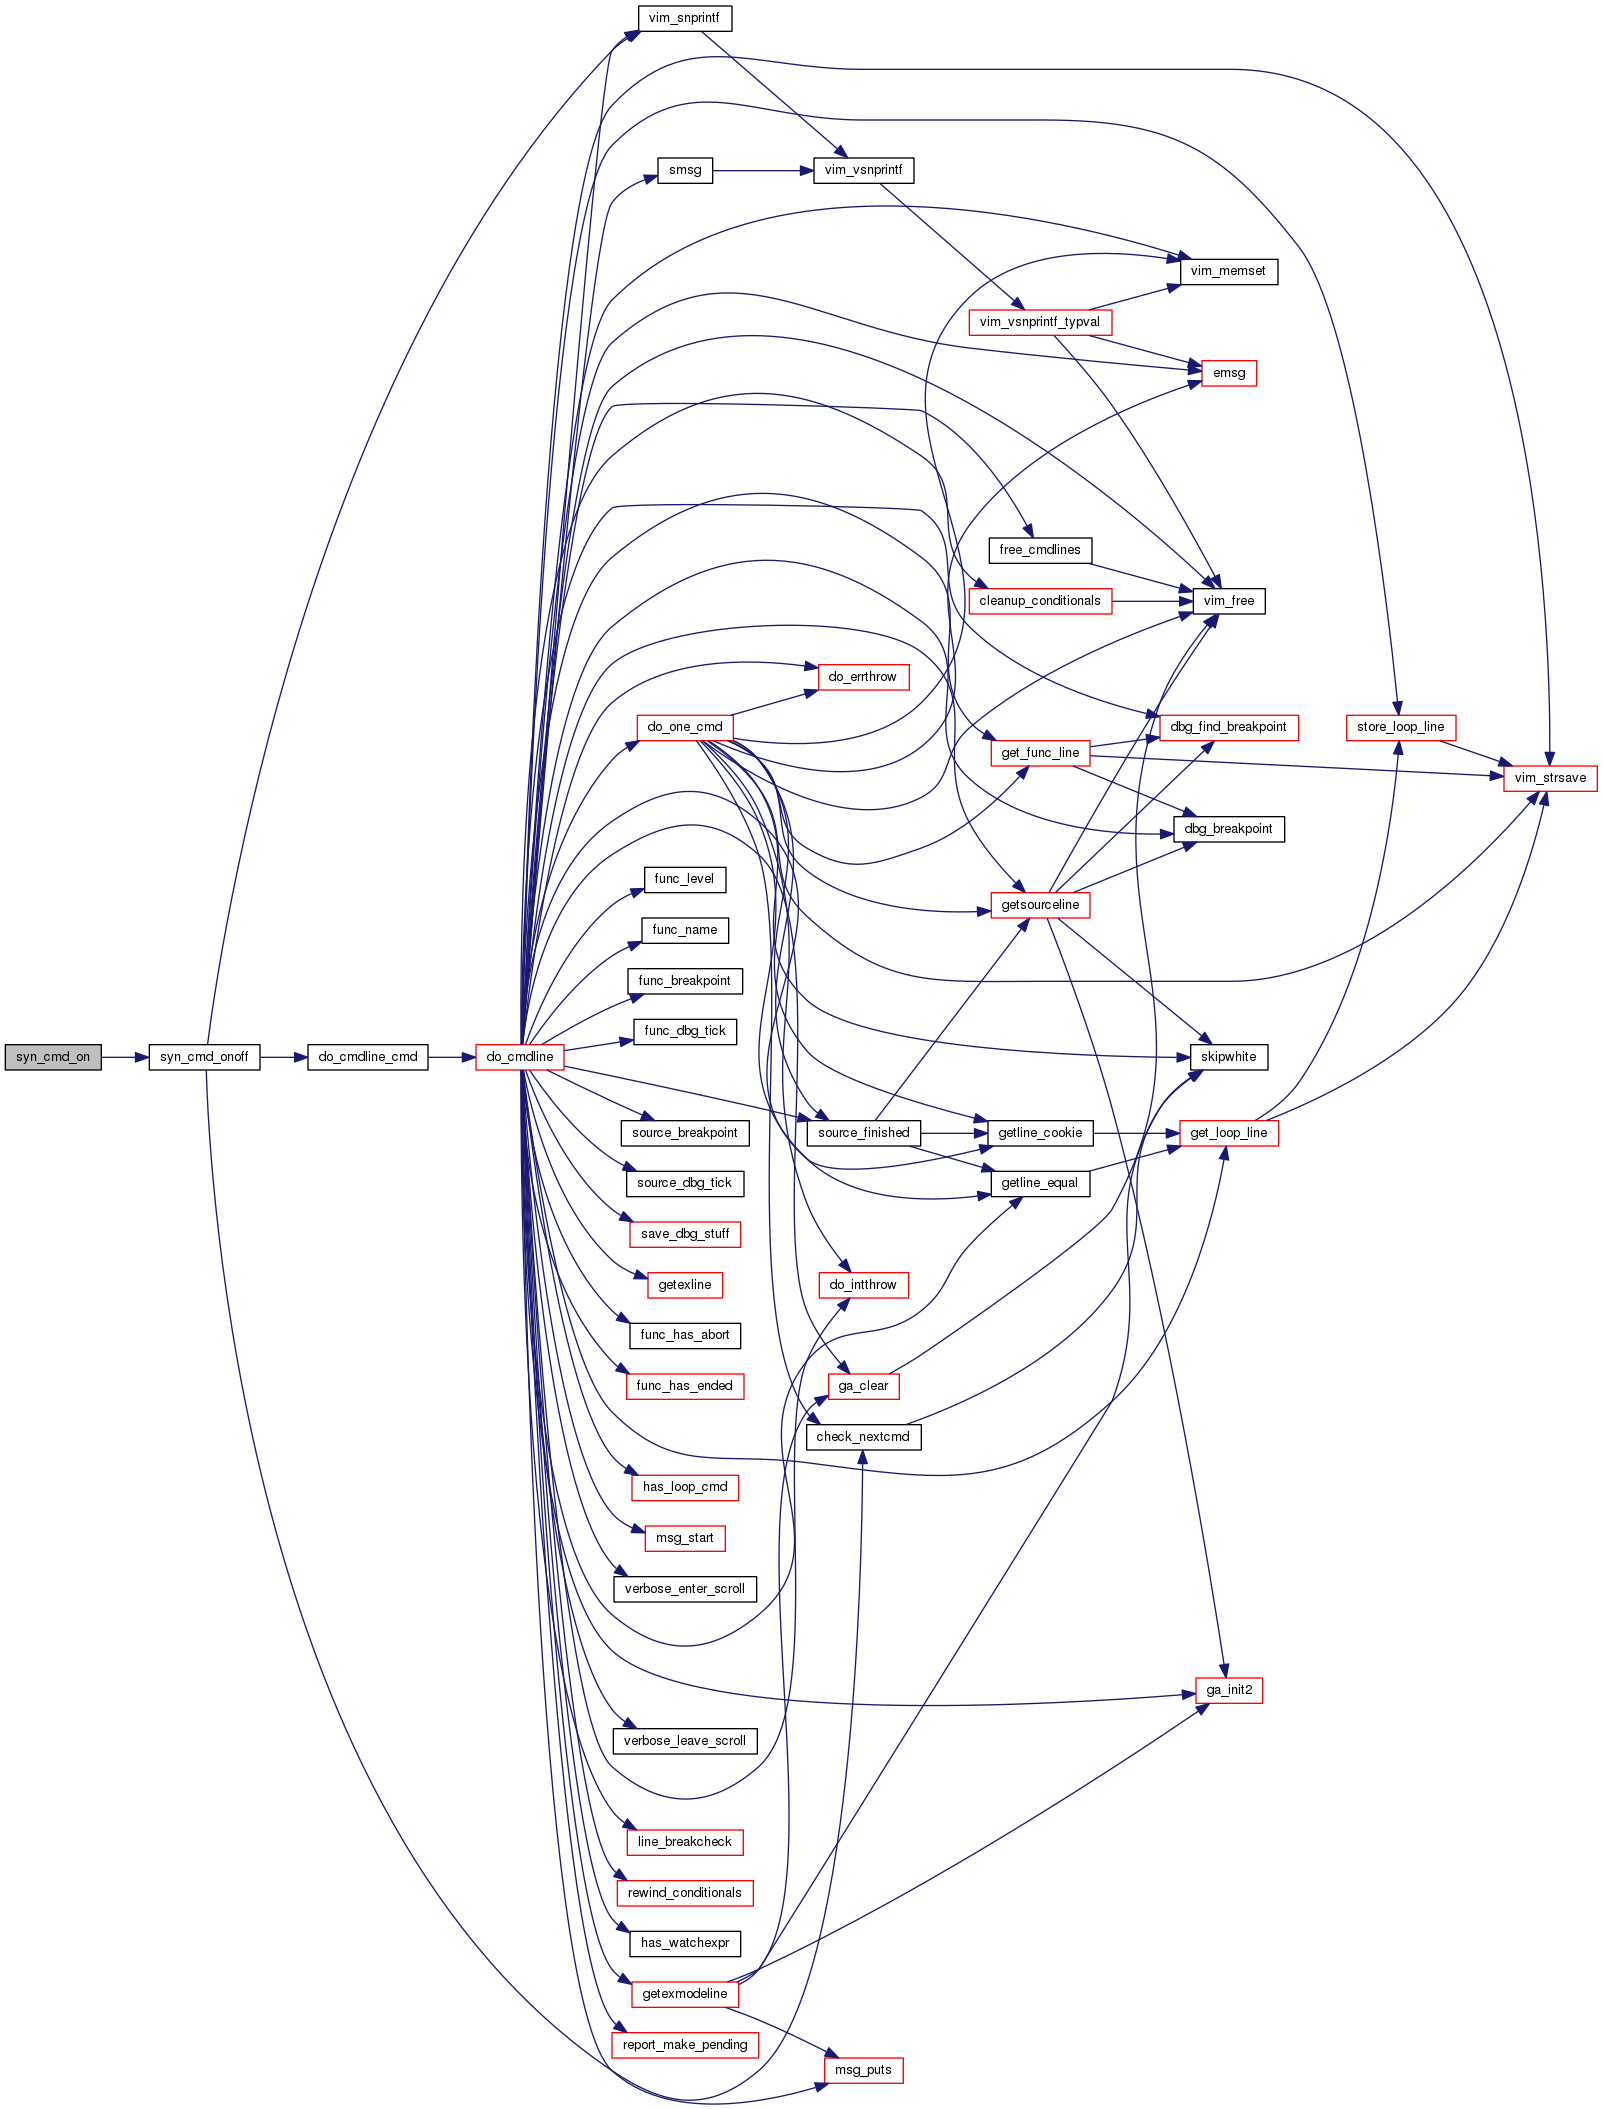 vim_snprintf
smsg
vim_vsnprintf
vim_memset
vim_vsnprintf_typval
emsg
free_cmdlines
cleanup_conditionals
vim_free
do_errthrow
do_one_cmd
get_func_line
dbg_find_breakpoint
store_loop_line
vim_strsave
dbg_breakpoint
func_level
getsourceline
func_name
func_breakpoint
func_dbg_tick
syn_cmd_on
syn_cmd_onoff
do_cmdline_cmd
do_cmdline
skipwhite
source_breakpoint
source_finished
getline_cookie
get_loop_line
source_dbg_tick
getline_equal
save_dbg_stuff
getexline
do_intthrow
func_has_abort
func_has_ended
ga_clear
check_nextcmd
has_loop_cmd
msg_start
verbose_enter_scroll
ga_init2
verbose_leave_scroll
line_breakcheck
rewind_conditionals
has_watchexpr
getexmodeline
report_make_pending
msg_puts